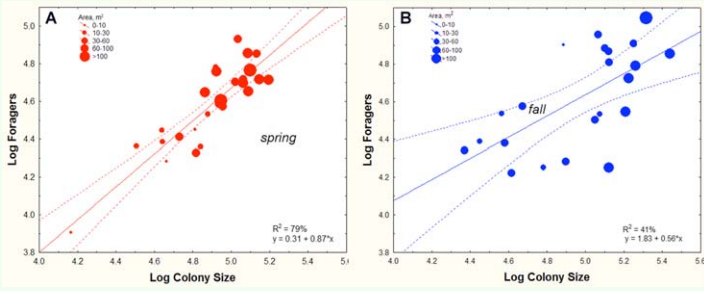 A
Area, m²
0-10
10-30
30-60
60-100
>100
Log Foragers
5.0
4.8
4.6
4.4
4.2
4.0
3.8
spring
R² = 79%
y = 0.31 + 0.87*x
4.0 4.2 4.4 4.6 4.8 5.0 5.2 5.4 5.6
Log Colony Size
B
Area, m²
0-10
10-30
30-60
60-100
+100
Log Foragers
5.0
4.8
4.6
4.4
4.2
4.0
3.8
fall
R² = 41%
y = 1.83 + 0.56*x
4.0 4.2 4.4 4.6 4.8 5.0 5.2 5.4 5.6
Log Colony Size